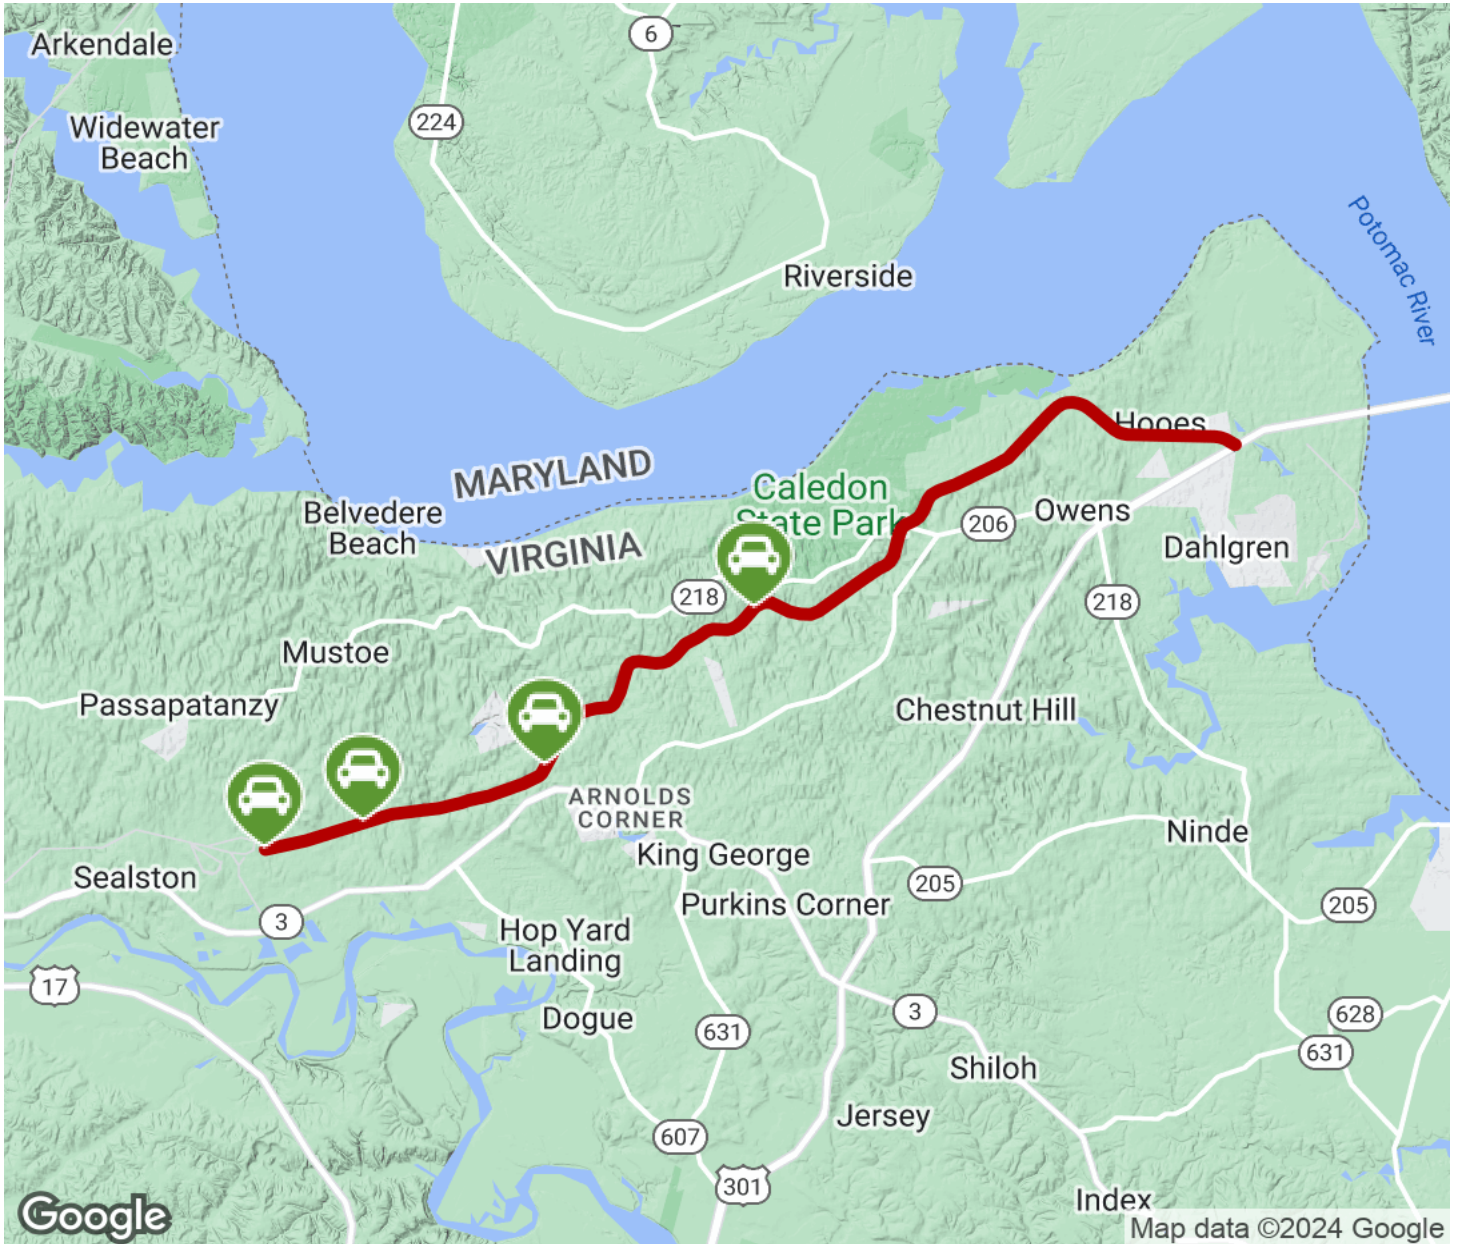 Arkendale
6
Widewater
Beach
224
Potomac River
Riverside
Hooes
MARYLAND
Caledon
State Park
Belvedere
Beach
VIRGINIA
206
Owens
Dahlgren
218
218
Mustoe
Passapatanzy
Chestnut Hill
ARNOLDS
CORNER
Ninde
King George
Sealston
205
Purkins Corner
205
3
Hop Yard
Landing
17
Dogue
3
628
631
631
Shiloh
Jersey
607
301
Index
Google
Map data ©2024 Google